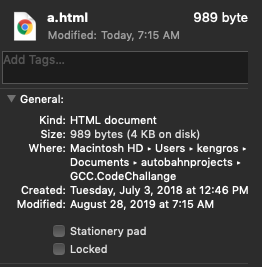 a.html 989 byte
Modified: Today, 7:15 AM
Add Tags...
General:
Kind: HTML document
Size: 989 bytes (4 KB on disk)
Where: Macintosh HD ▸ Users ▸ kengros ▸
Documents ▸ autobahnprojects ▸
GCC.CodeChallange
Created: Tuesday, July 3, 2018 at 12:46 PM
Modified: August 28, 2019 at 7:15 AM
Stationery pad
Locked